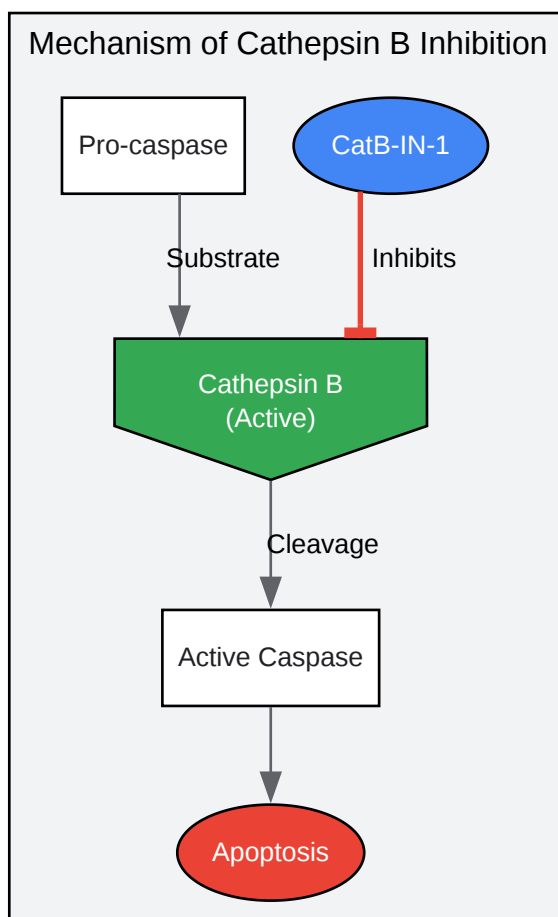 Mechanism of Cathepsin B Inhibition
Pro-caspase
CatB-IN-1
Substrate
Inhibits
Cathepsin B
(Active)
Cleavage
Active Caspase
Apoptosis